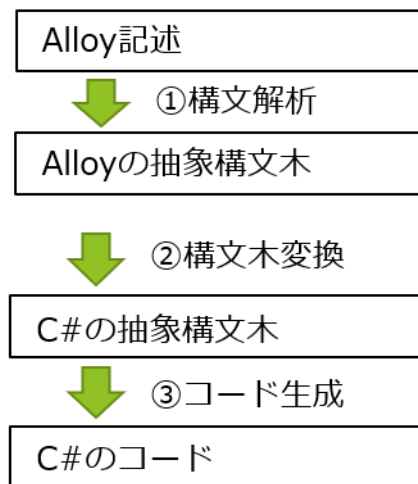 Alloy記述
①構文解析
Alloyの抽象構文木
②構文木変換
C#の抽象構文木
③コード生成
C#のコード